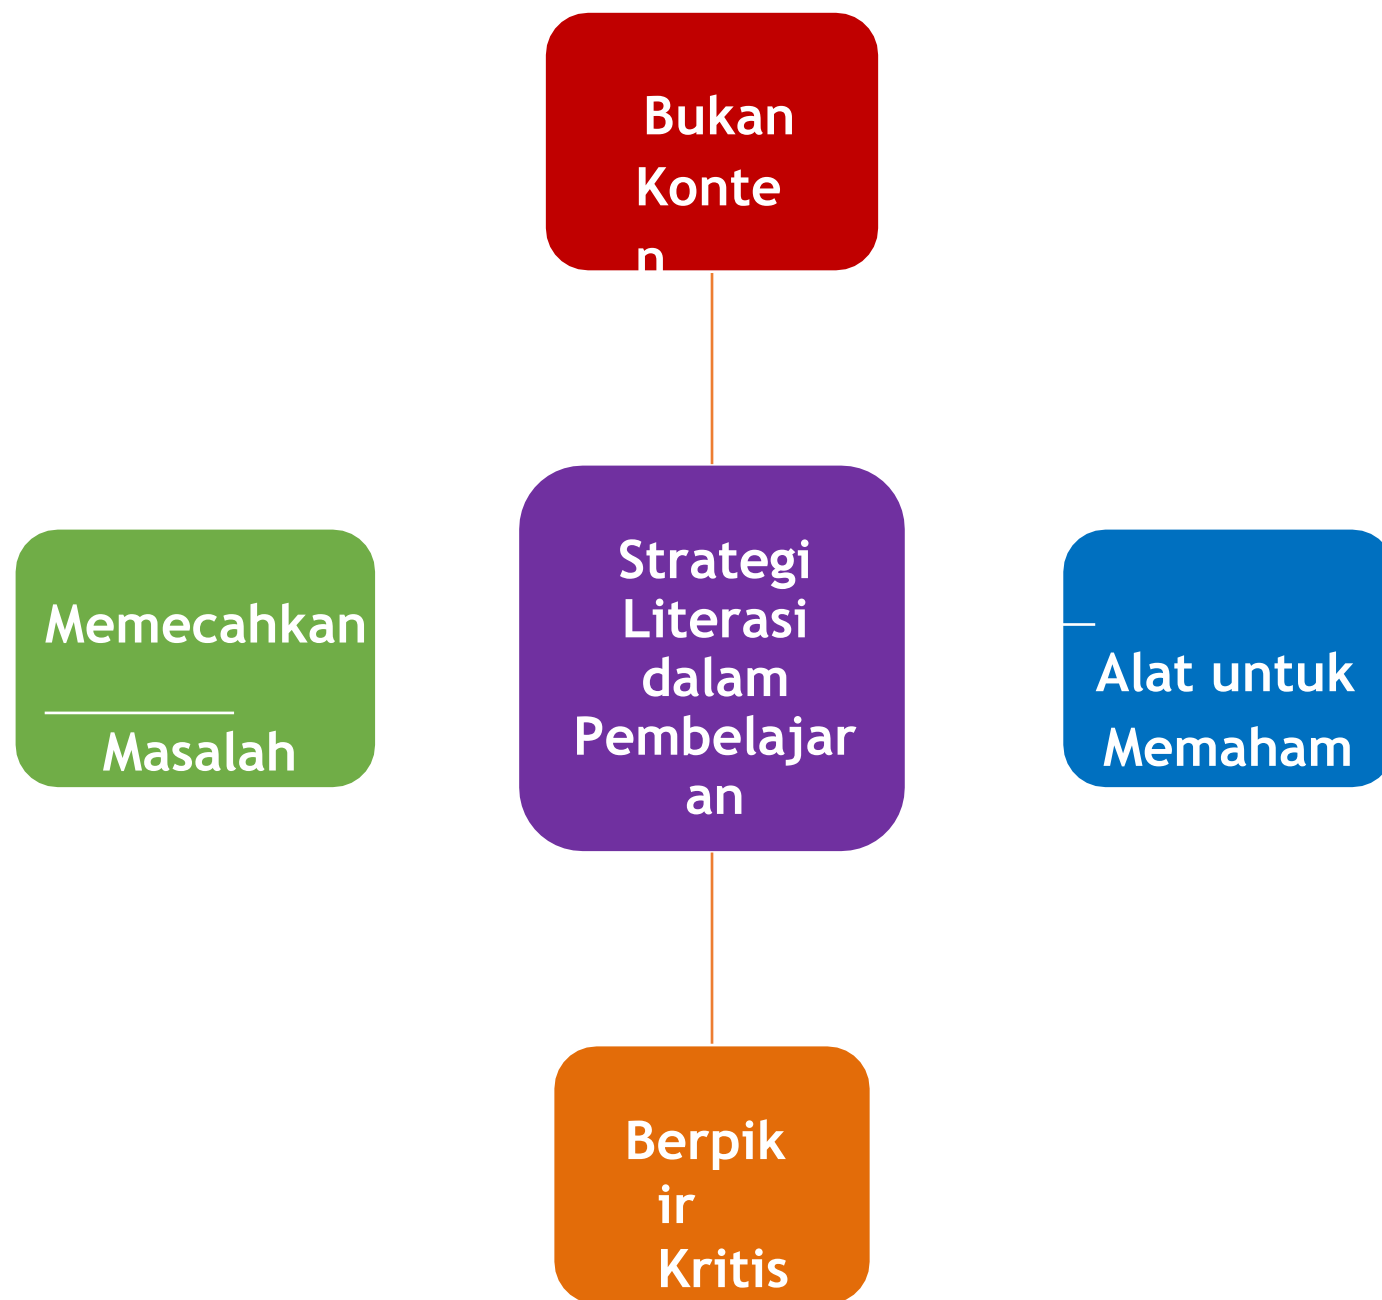 Bukan
Konte
n
Memecahkan
Masalah
Strategi
Literasi
dalam
Pembelajar
an
Alat untuk
Memaham
Berpik
ir
Kritis